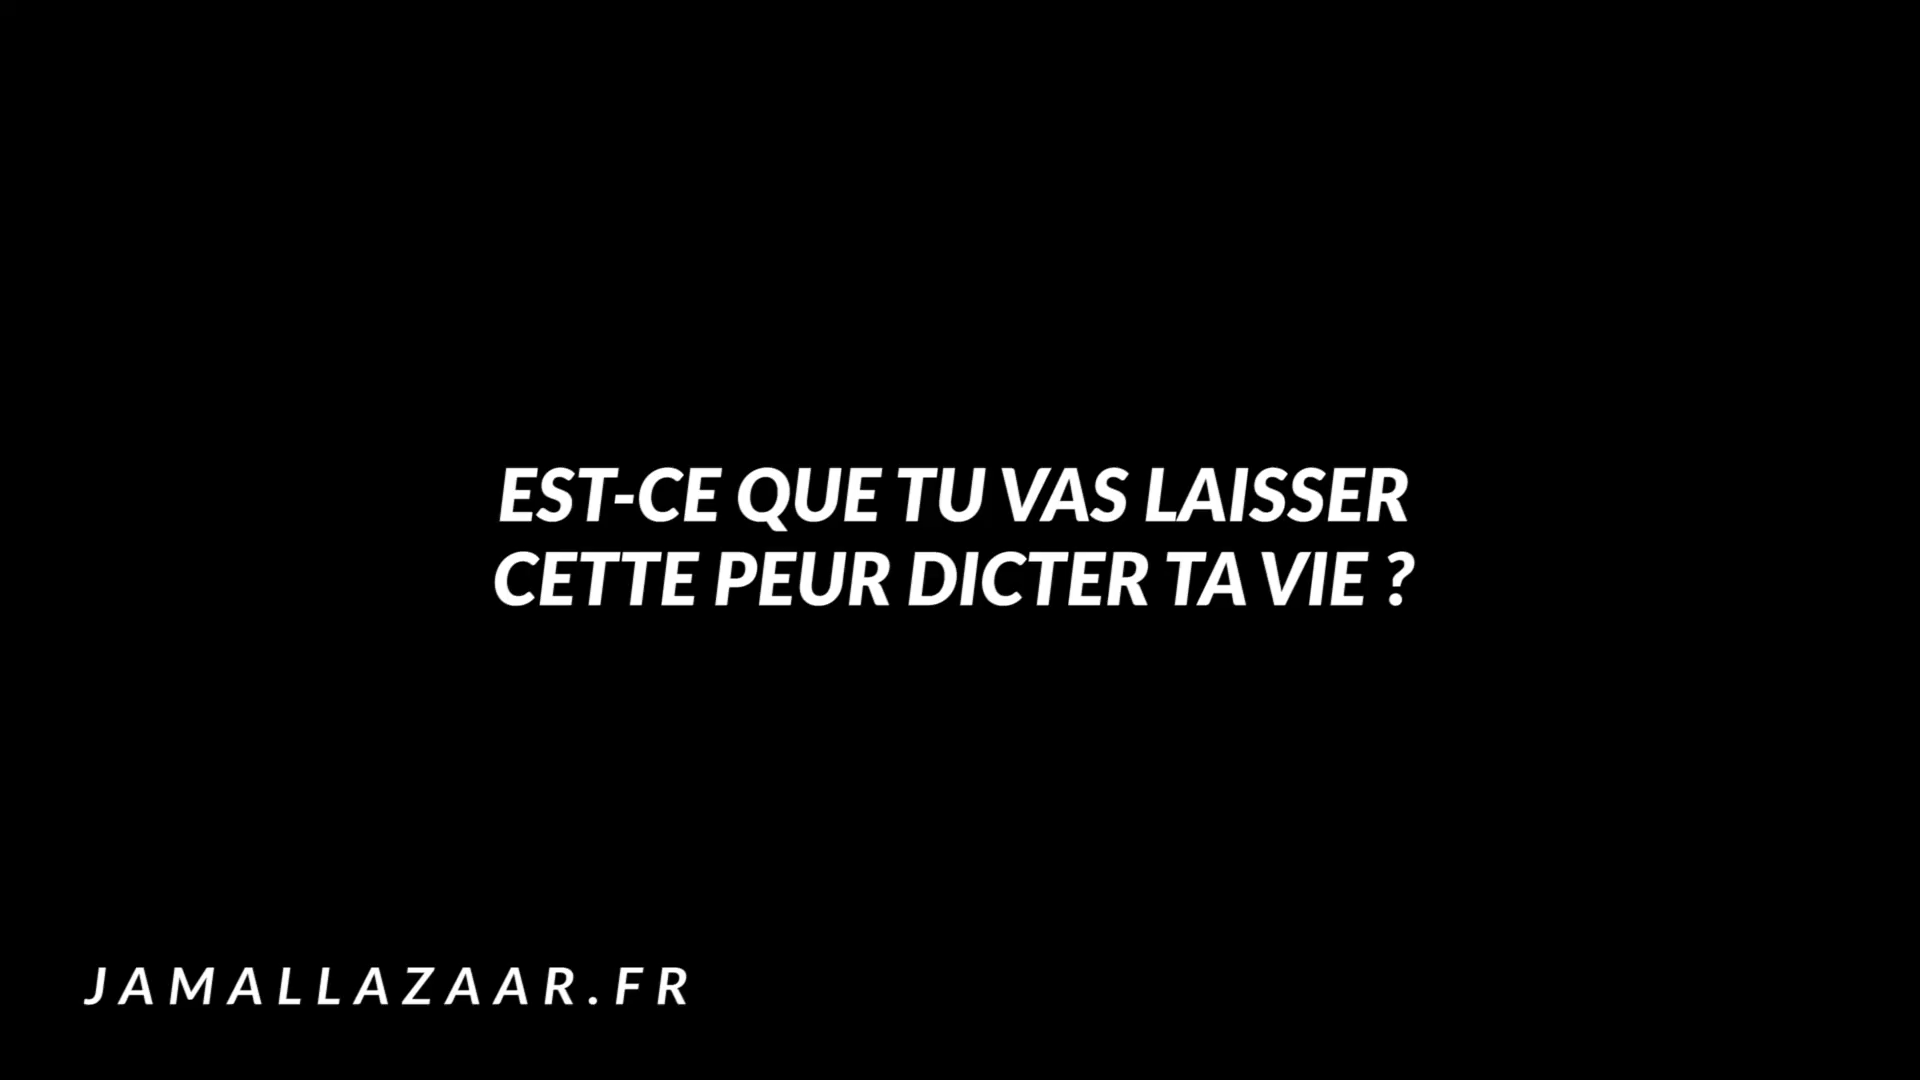 EST-CE QUE TU VAS LAISSER
CETTE PEUR DICTER TA VIE ?
JAMALLAZAAR.FR